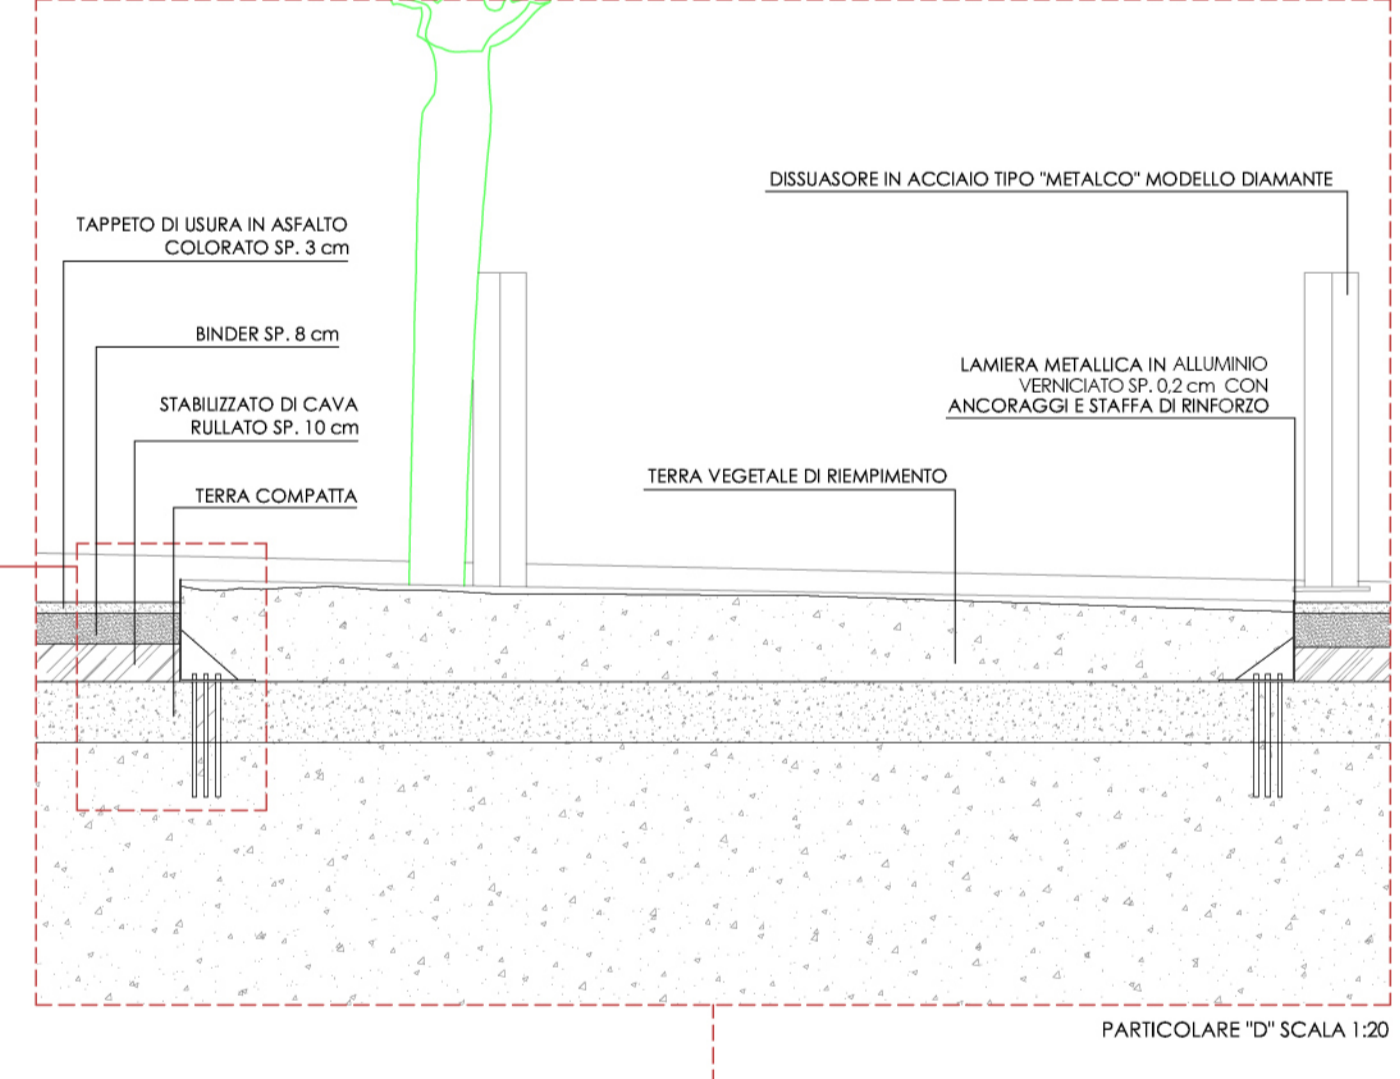 DISSUASORE IN ACCIAIO TIPO "METALCO" MODELLO DIAMANTE
TAPPETO DI USURA IN ASFALTO
COLORATO SP. 3 cm
BINDER SP. 8 cm
LAMIERA METALLICA IN ALLUMINIO
VERNICIATO SP. 0,2 cm CON
ANCORAGGI E STAFFA DI RINFORZO
STABILIZZATO DI CAVA
RULLATO SP. 10 cm
TERRA VEGETALE DI RIEMPIMENTO
TERRA COMPATTA
PARTICOLARE "D" SCALA 1:20